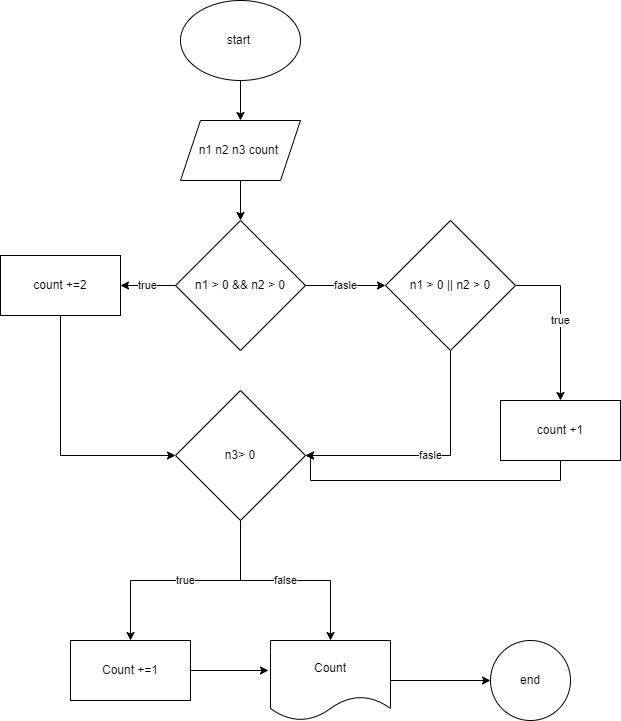 start
n1 n2 n3 count
count +=2
true
n1 > 0 && n2 > 0
fasle
n1 > 0 || n2 > 0
true
count +1
n3> 0
fasle
true
false
Count +=1
Count
end